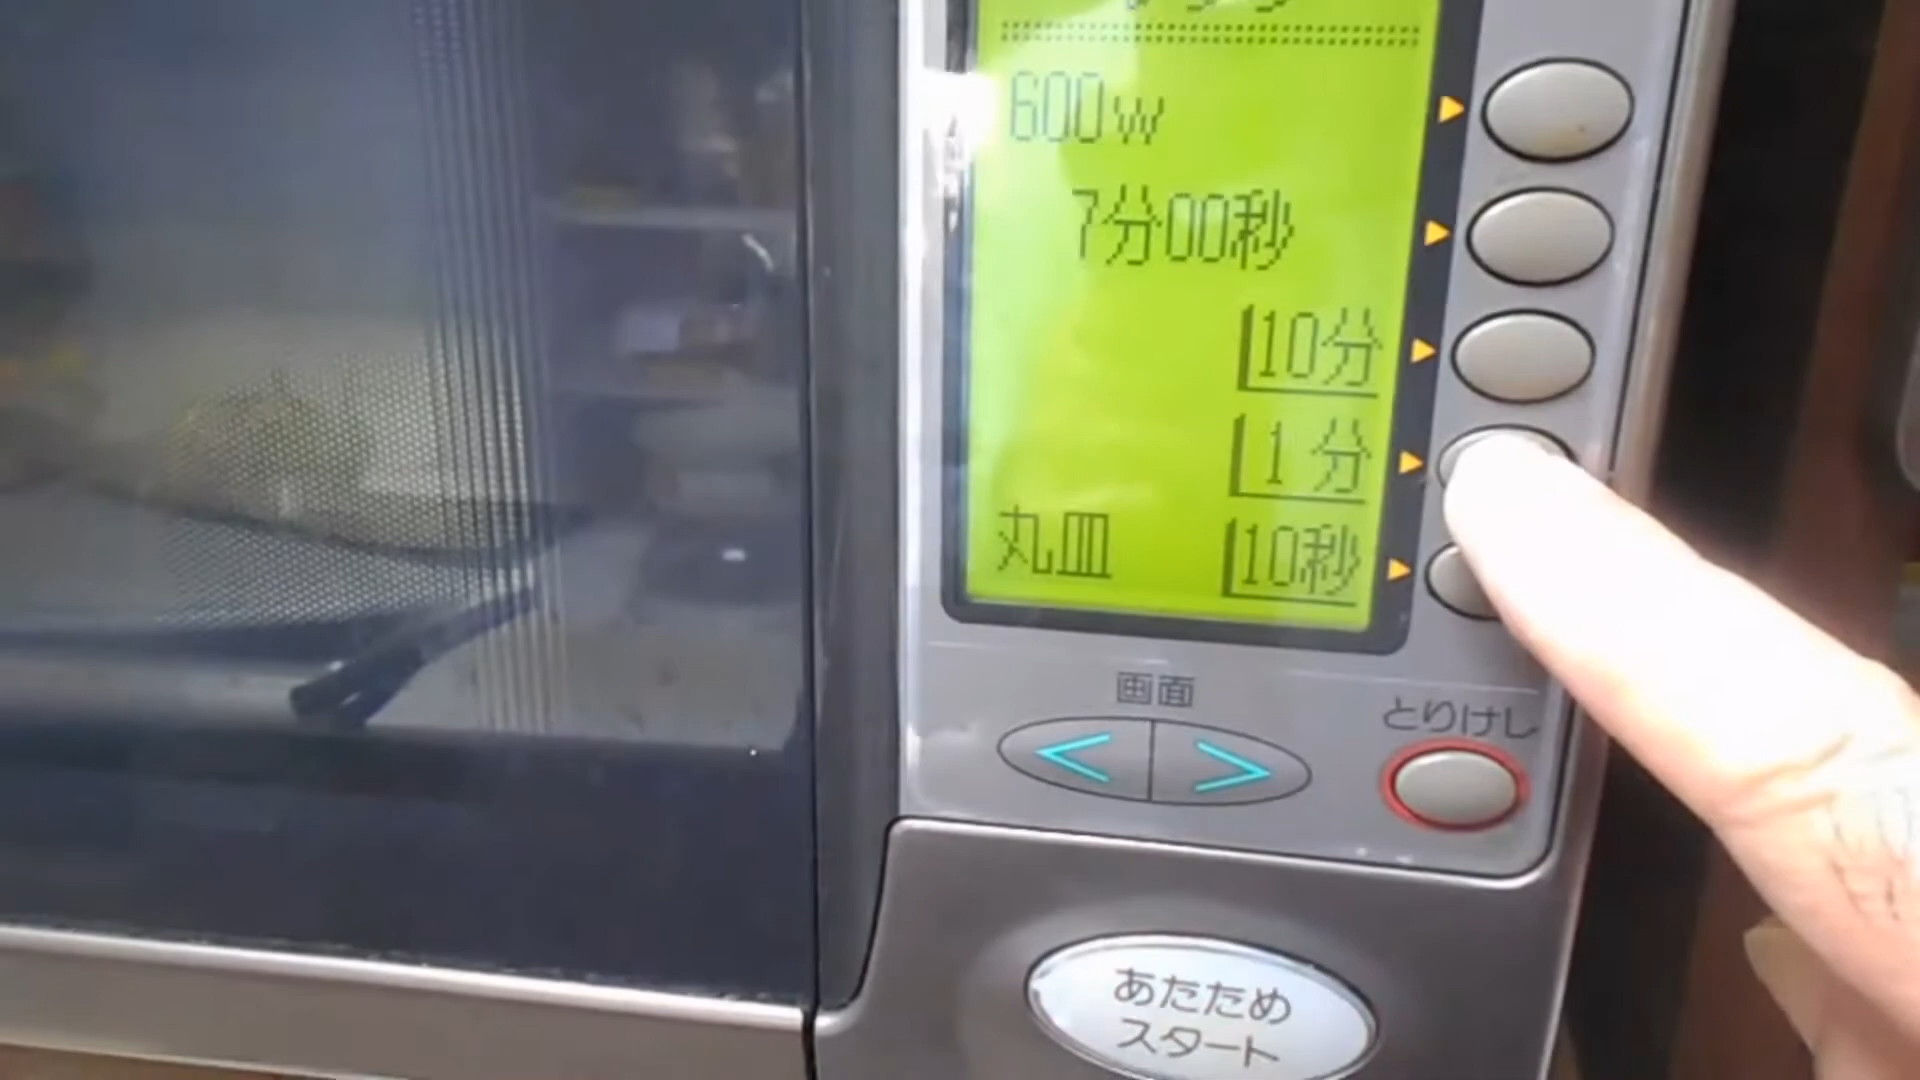 600W
7分00秒
10分
1分
丸皿 10秒
画面
< >
とりけし
あたため
スタート